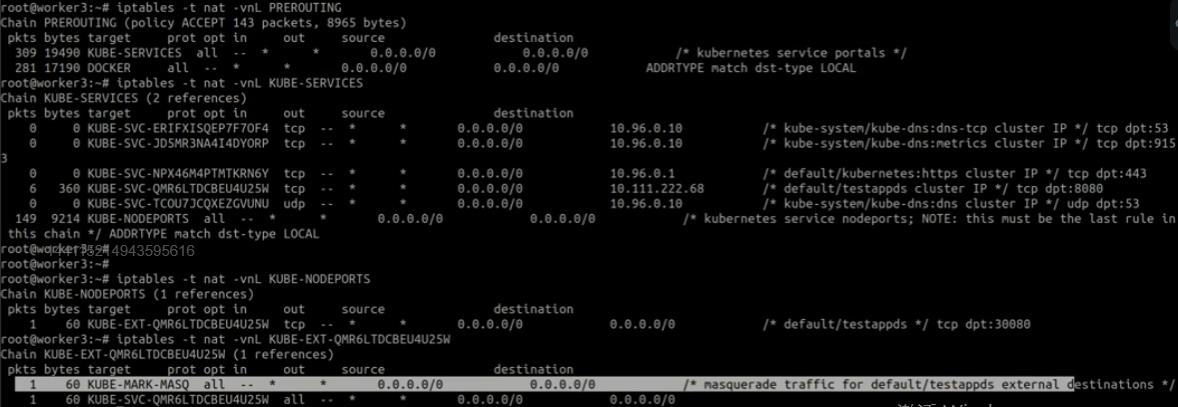 root@worker3:~# iptables -t nat -vnL PREROUTING
Chain PREROUTING (policy ACCEPT 143 packets, 8965 bytes)
 pkts bytes target     prot opt in     out     source               destination
  309 19490 KUBE-SERVICES  all  --  *      *       0.0.0.0/0            0.0.0.0/0            /* kubernetes service portals */
  281 17190 DOCKER     all  --  *      *       0.0.0.0/0            0.0.0.0/0            ADDRTYPE match dst-type LOCAL
root@worker3:~# iptables -t nat -vnL KUBE-SERVICES
Chain KUBE-SERVICES (2 references)
 pkts bytes target     prot opt in     out     source               destination
    0     0 KUBE-SVC-ERIFXISQEP7F7OF4  tcp  --  *      *       0.0.0.0/0            10.96.0.10           /* kube-system/kube-dns:dns-tcp cluster IP */ tcp dpt:53
    0     0 KUBE-SVC-JD5MR3NA4I4DYORP  tcp  --  *      *       0.0.0.0/0            10.96.0.10           /* kube-system/kube-dns:metrics cluster IP */ tcp dpt:915
3
    0     0 KUBE-SVC-NPX46M4PTMTKRN6Y  tcp  --  *      *       0.0.0.0/0            10.96.0.1            /* default/kubernetes:https cluster IP */ tcp dpt:443
    6   360 KUBE-SVC-QMR6LTDCBEU4U25W  tcp  --  *      *       0.0.0.0/0            10.111.222.68        /* default/testappds cluster IP */ tcp dpt:8080
    0     0 KUBE-SVC-TCOU7JCQXEZGVUNU  udp  --  *      *       0.0.0.0/0            10.96.0.10           /* kube-system/kube-dns:dns cluster IP */ udp dpt:53
  149  9214 KUBE-NODEPORTS  all  --  *      *       0.0.0.0/0            0.0.0.0/0            /* kubernetes service nodeports; NOTE: this must be the last rule in
 this chain */ ADDRTYPE match dst-type LOCAL
root@worker3:~#
root@worker3:~#
root@worker3:~# iptables -t nat -vnL KUBE-NODEPORTS
Chain KUBE-NODEPORTS (1 references)
 pkts bytes target     prot opt in     out     source               destination
    1    60 KUBE-EXT-QMR6LTDCBEU4U25W  tcp  --  *      *       0.0.0.0/0            0.0.0.0/0            /* default/testappds */ tcp dpt:30080
root@worker3:~# iptables -t nat -vnL KUBE-EXT-QMR6LTDCBEU4U25W
Chain KUBE-EXT-QMR6LTDCBEU4U25W (1 references)
 pkts bytes target     prot opt in     out     source               destination
    1    60 KUBE-MARK-MASQ  all  --  *      *       0.0.0.0/0            0.0.0.0/0            /* masquerade traffic for default/testappds external destinations */
    1    60 KUBE-SVC-QMR6LTDCBEU4U25W  all  --  *      *       0.0.0.0/0            0.0.0.0/0